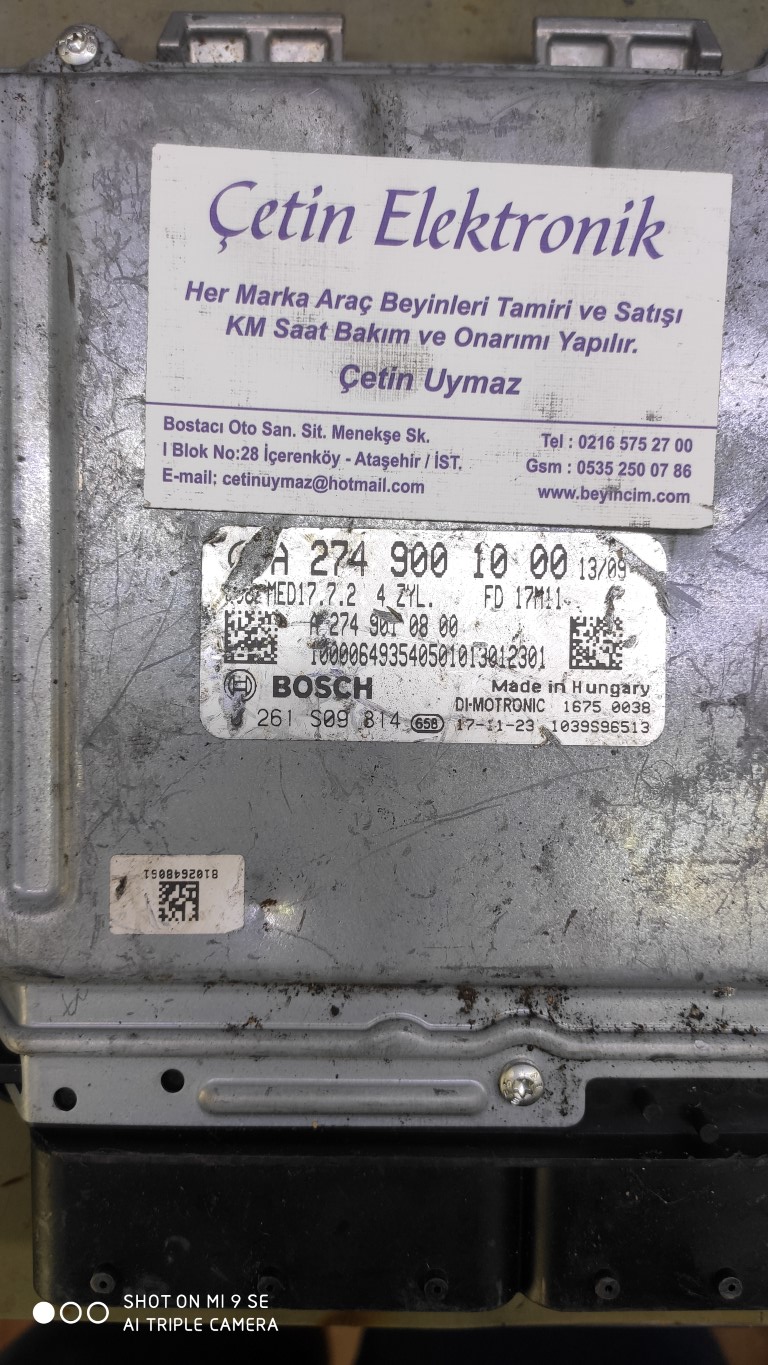 Çetin Elektronik
Her Marka Araç Beyinleri Tamiri ve Satışı
KM Saat Bakım ve Onarımı Yapılır.
Çetin Uymaz
Bostacı Oto San. Sit. Menekşe Sk.
I Blok No:28 İçerenköy - Ataşehir / İST.
E-mail: cetinuymaz@hotmail.com
Tel : 0216 575 27 00
Gsm : 0535 250 07 86
www.beyincim.com
A 274 900 10 00 13/09
MED17.7.2 4 ZYL. FD 17M11
A 274 901 08 00
100006493540501013012301
BOSCH
Made in Hungary
DI-MOTRONIC 1675 0038
261 S09 814 658 17-11-23 1039S96513
8102648061
SHOT ON MI 9 SE
AI TRIPLE CAMERA